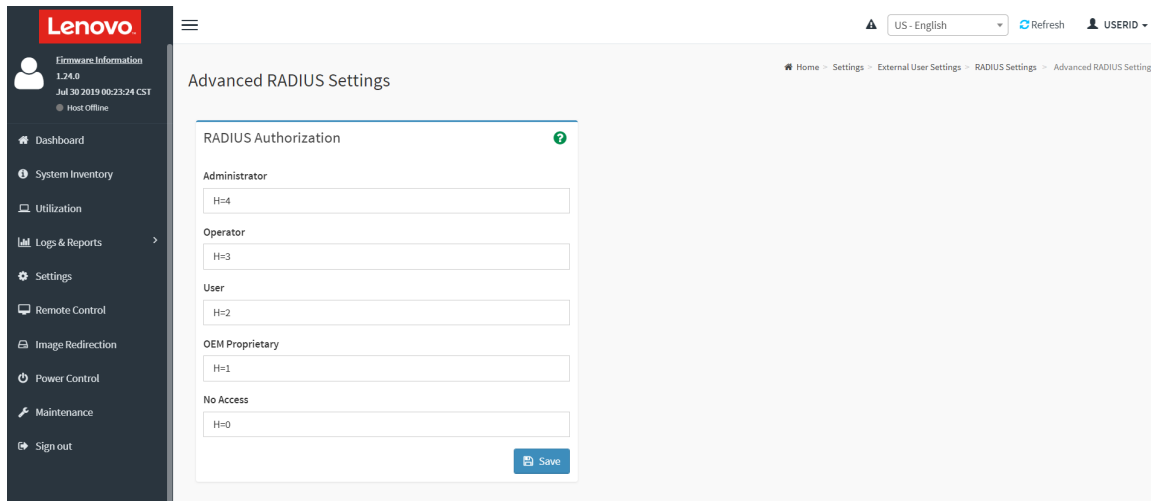 Lenovo.
Firmware Information
1.24.0
Jul 30 2019 00:23:24 CST
Host Offline
Dashboard
System Inventory
Utilization
Logs & Reports
Settings
Remote Control
Image Redirection
Power Control
Maintenance
Sign out
US - English
Refresh
USERID
Advanced RADIUS Settings
Home > Settings > External User Settings > RADIUS Settings > Advanced RADIUS Setting
RADIUS Authorization
Administrator
H=4
Operator
H=3
User
H=2
OEM Proprietary
H=1
No Access
H=0
Save